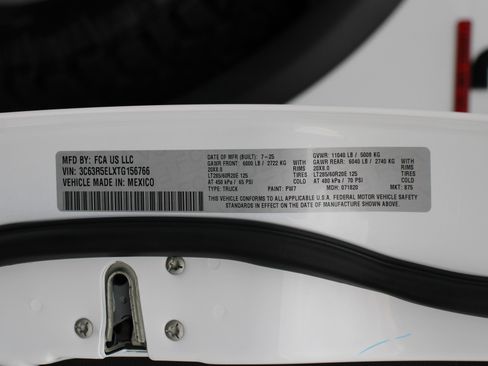 MFD BY: FCA US LLC
VIN: 3C63R5ELXTG156766
VEHICLE MADE IN: MEXICO
DATE OF MFR (BUILT): 7-25
GAWR FRONT: 6000 LB / 2722 KG
20X8.0 RIMS
LT285/60R20E 125 TIRES
AT 450 kPa / 65 PSI
TYPE: TRUCK PAINT: PW7
GVWR: 11040 LB / 5008 KG
GAWR REAR: 6040 LB / 2740 KG
20X8.0 RIMS
LT285/60R20E 125 TIRES
AT 480 kPa / 70 PSI
MDH: 071820 MKT: 875
THIS VEHICLE CONFORMS TO ALL APPLICABLE U.S.A. FEDERAL MOTOR VEHICLE SAFETY
STANDARDS IN EFFECT ON THE DATE OF MANUFACTURE SHOWN ABOVE.